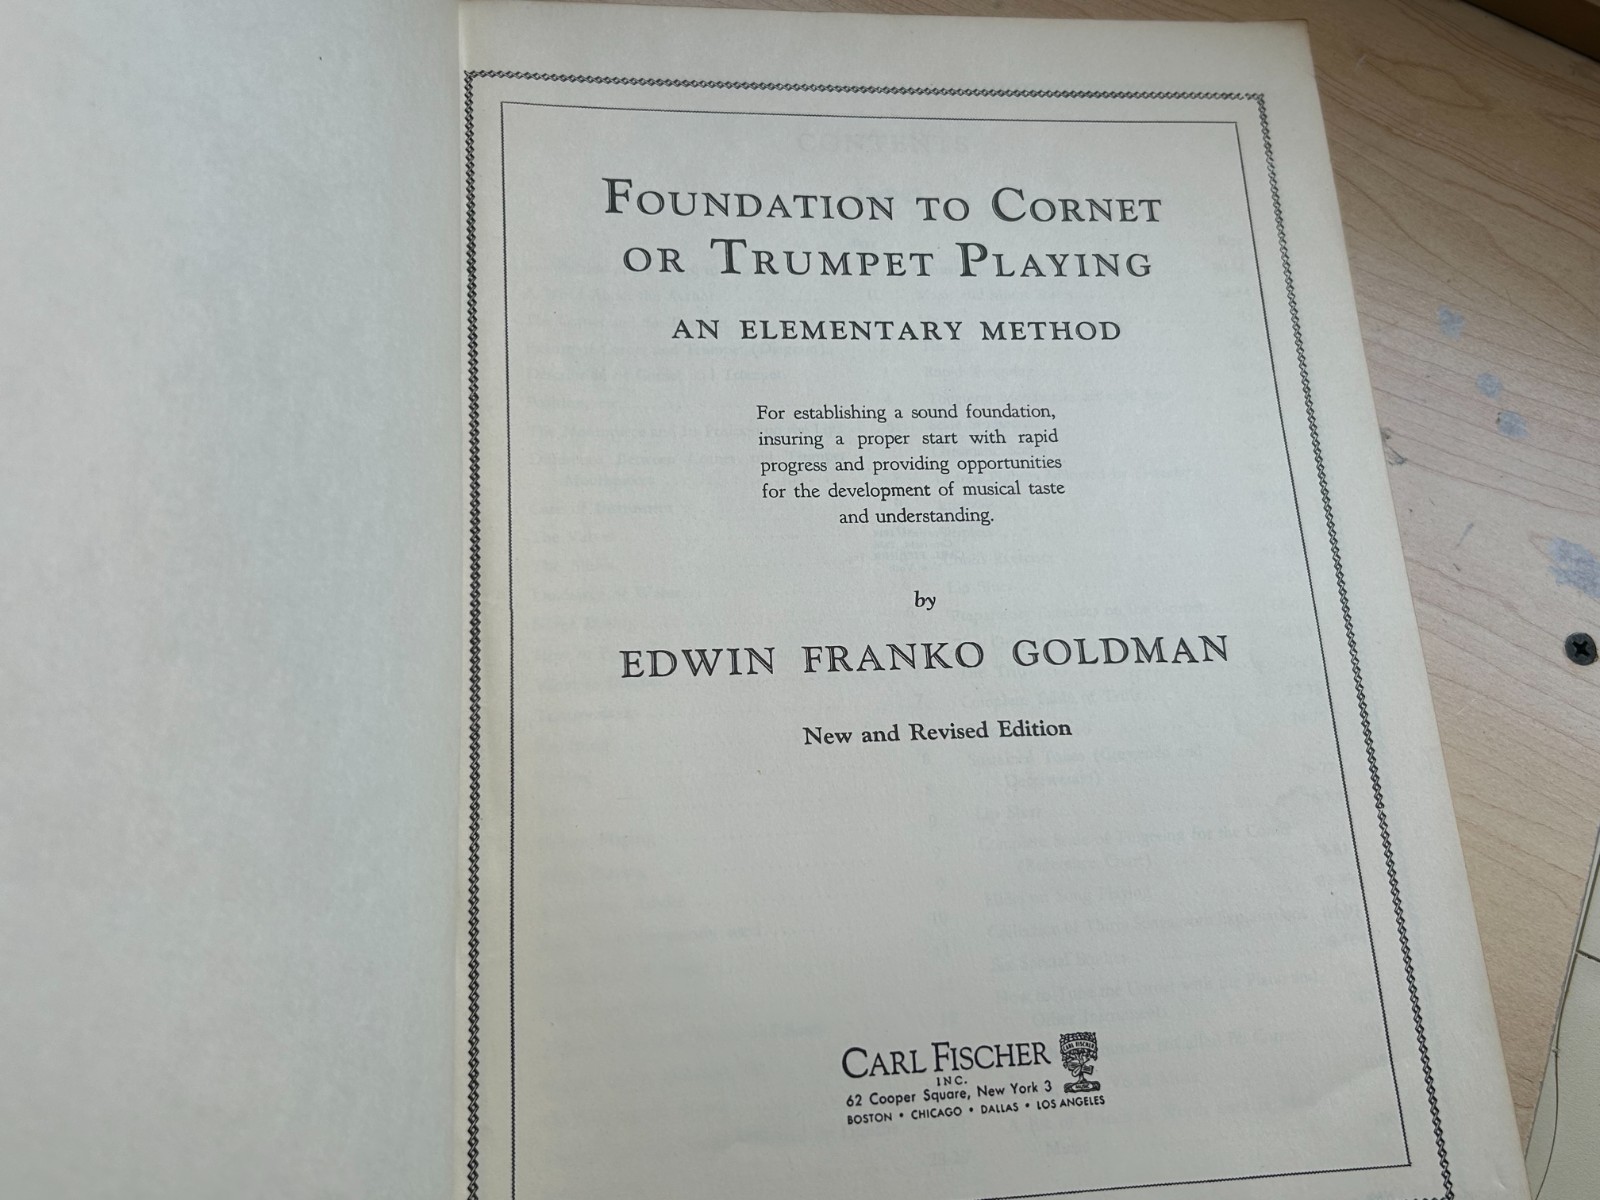 FOUNDATION TO CORNET
OR TRUMPET PLAYING
AN ELEMENTARY METHOD
For establishing a sound foundation,
insuring a proper start with rapid
progress and providing opportunities
for the development of musical taste
and understanding.
by
EDWIN FRANKO GOLDMAN
New and Revised Edition
CARL FISCHER
INC.
62 Cooper Square, New York 3
BOSTON • CHICAGO • DALLAS • LOS ANGELES
CARL FISCHER